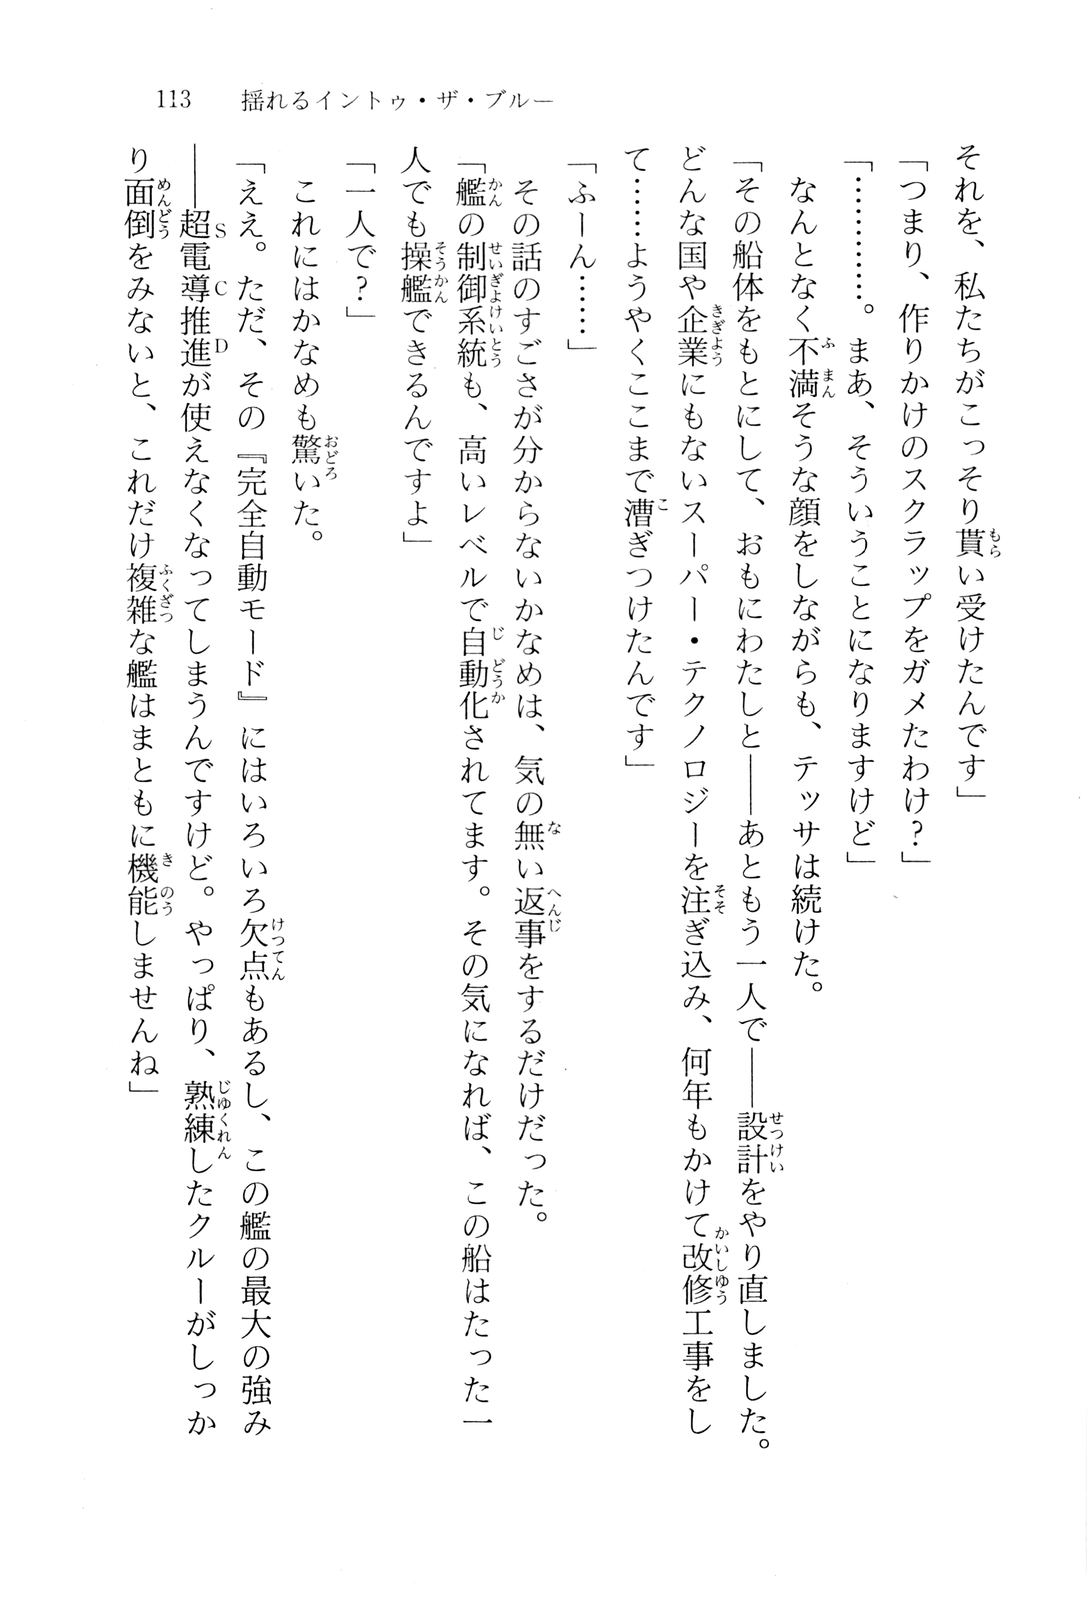 113　揺れるイントゥ・ザ・ブルー
それを、私たちがこっそり貰い受けたんです」
「つまり、作りかけのスクラップをガメたわけ？」
「…………。まあ、そういうことになりますけど」
なんとなく不満そうな顔をしながらも、テッサは続けた。
「その船体をもとにして、おもにわたしと――あともう一人で――設計をやり直しました。
どんな国や企業にもないスーパー・テクノロジーを注ぎ込み、何年もかけて改修工事をし
て……ようやくここまで漕ぎつけたんです」
「ふーん……」
その話のすごさが分からないかなめは、気の無い返事をするだけだった。
「艦の制御系統も、高いレベルで自動化されてます。その気になれば、この船はたった一
人でも操艦できるんですよ」
「一人で？」
これにはかなめも驚いた。
「ええ。ただ、その『完全自動モード』にはいろいろ欠点もあるし、この艦の最大の強み
――超電導推進が使えなくなってしまうんですけど。やっぱり、熟練したクルーがしっか
り面倒をみないと、これだけ複雑な艦はまともに機能しませんね」